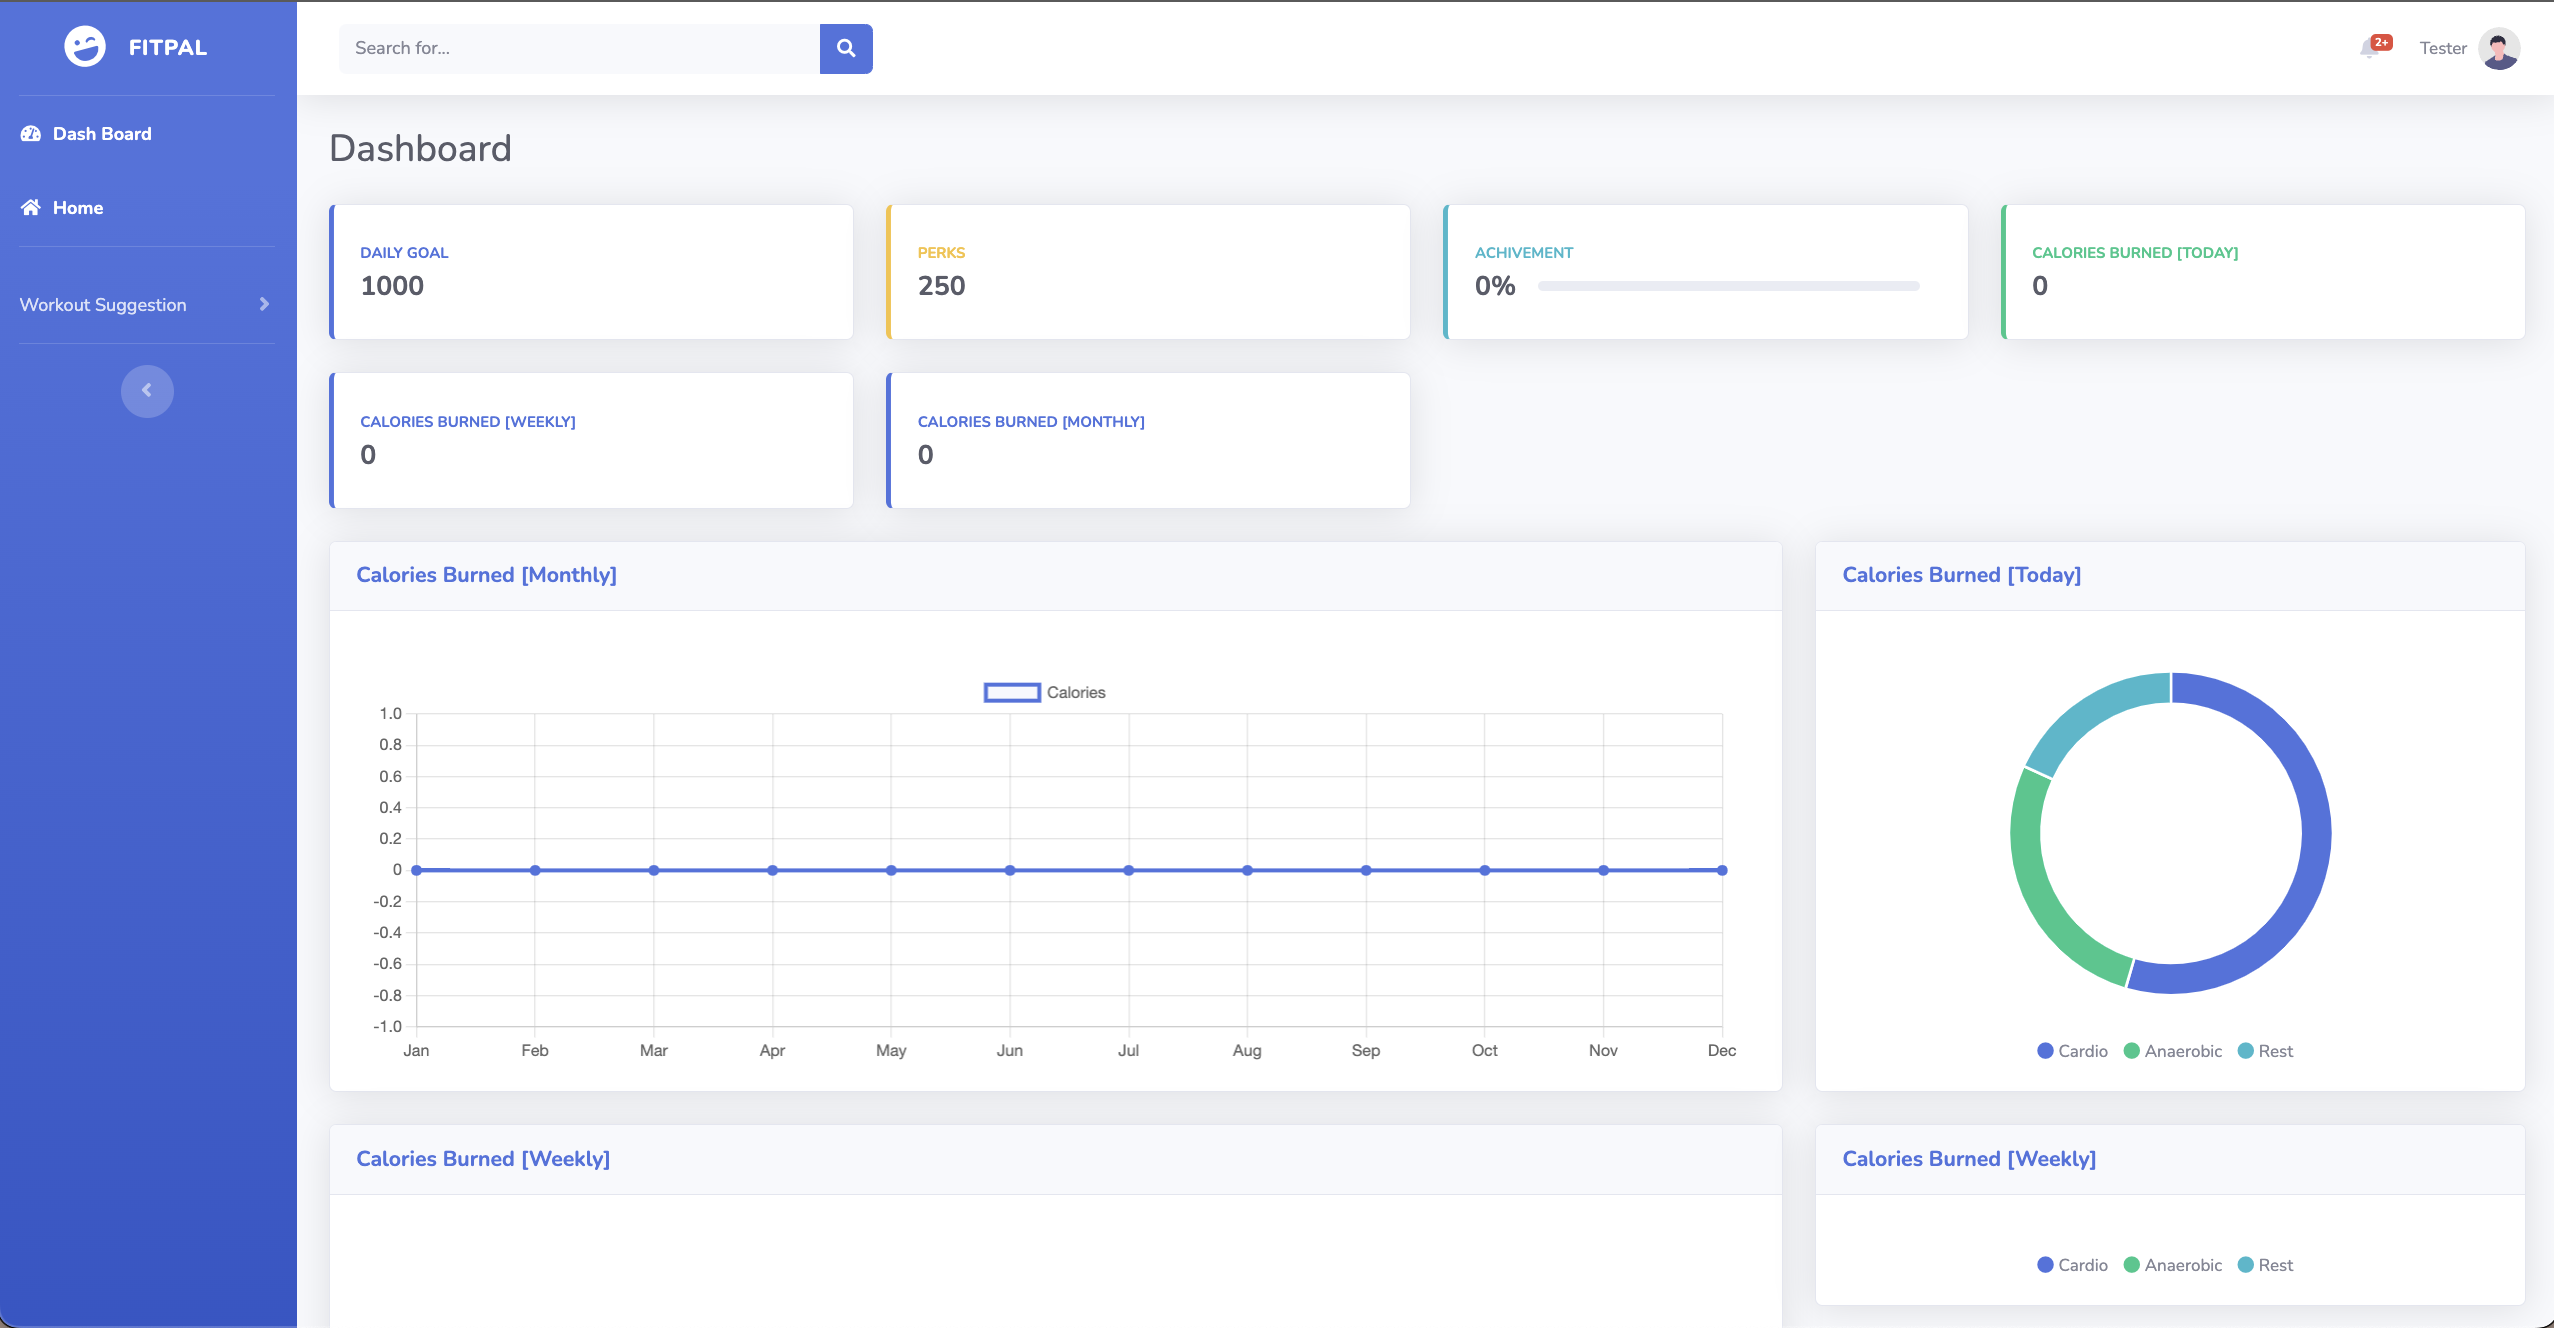 FITPAL
Search for...
2+
Tester
Dash Board
Home
Workout Suggestion
Dashboard
DAILY GOAL
1000
PERKS
250
ACHIVEMENT
0%
CALORIES BURNED [TODAY]
0
CALORIES BURNED [WEEKLY]
0
CALORIES BURNED [MONTHLY]
0
Calories Burned [Monthly]
Calories
1.0
0.8
0.6
0.4
0.2
0
-0.2
-0.4
-0.6
-0.8
-1.0
Jan Feb Mar Apr May Jun Jul Aug Sep Oct Nov Dec
Calories Burned [Today]
Cardio Anaerobic Rest
Calories Burned [Weekly]
Calories Burned [Weekly]
Cardio Anaerobic Rest